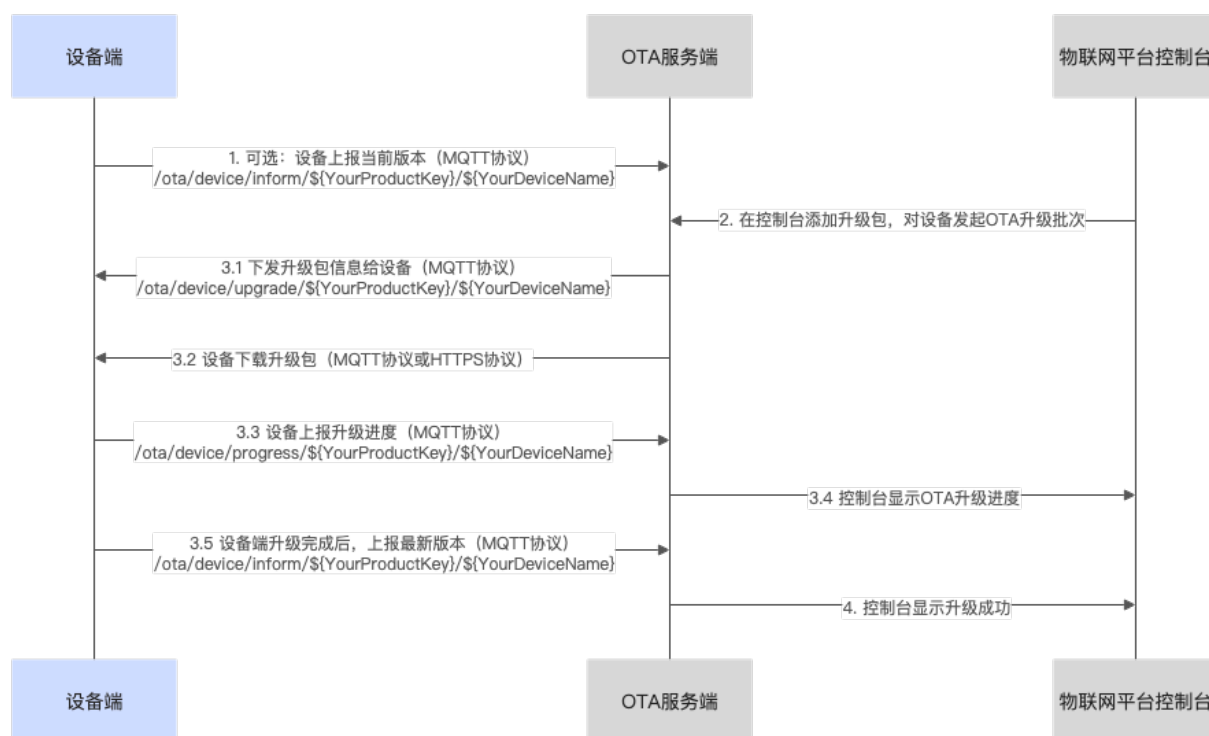 设备端
OTA服务端
物联网平台控制台
1. 可选：设备上报当前版本（MQTT协议）
/ota/device/inform/${YourProductKey}/${YourDeviceName}
2. 在控制台添加升级包，对设备发起OTA升级批次
3.1 下发升级包信息给设备（MQTT协议）
/ota/device/upgrade/${YourProductKey}/${YourDeviceName}
3.2 设备下载升级包（MQTT协议或HTTPS协议）
3.3 设备上报升级进度（MQTT协议）
/ota/device/progress/${YourProductKey}/${YourDeviceName}
3.4 控制台显示OTA升级进度
3.5 设备端升级完成后，上报最新版本（MQTT协议）
/ota/device/inform/${YourProductKey}/${YourDeviceName}
4. 控制台显示升级成功
设备端
OTA服务端
物联网平台控制台